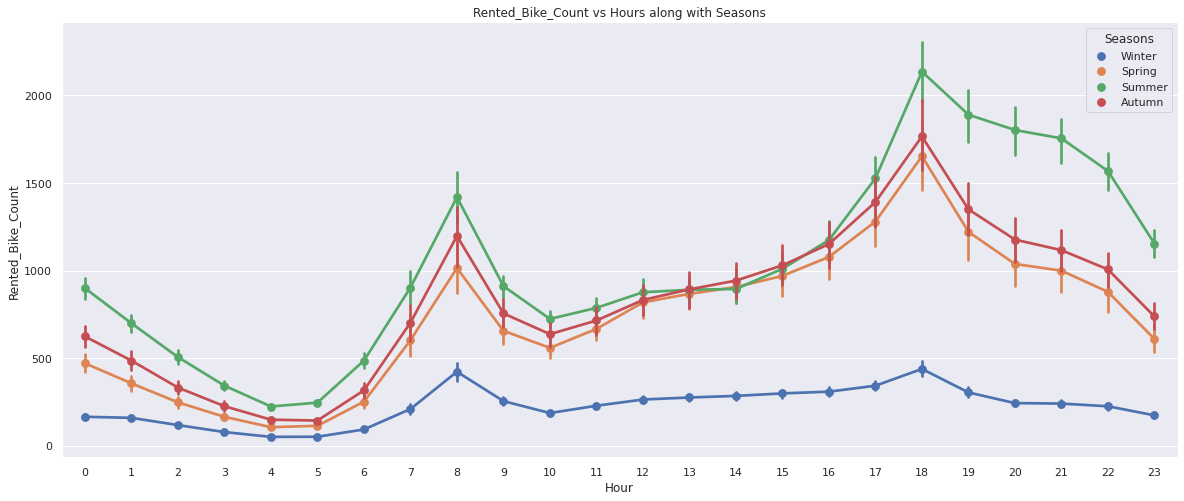 Rented_Bike_Count vs Hours along with Seasons
Seasons
Winter
Spring
Summer
Autumn
Rented_Bike_Count
2000
1500
1000
500
0
0 1 2 3 4 5 6 7 8 9 10 11 12 13 14 15 16 17 18 19 20 21 22 23
Hour